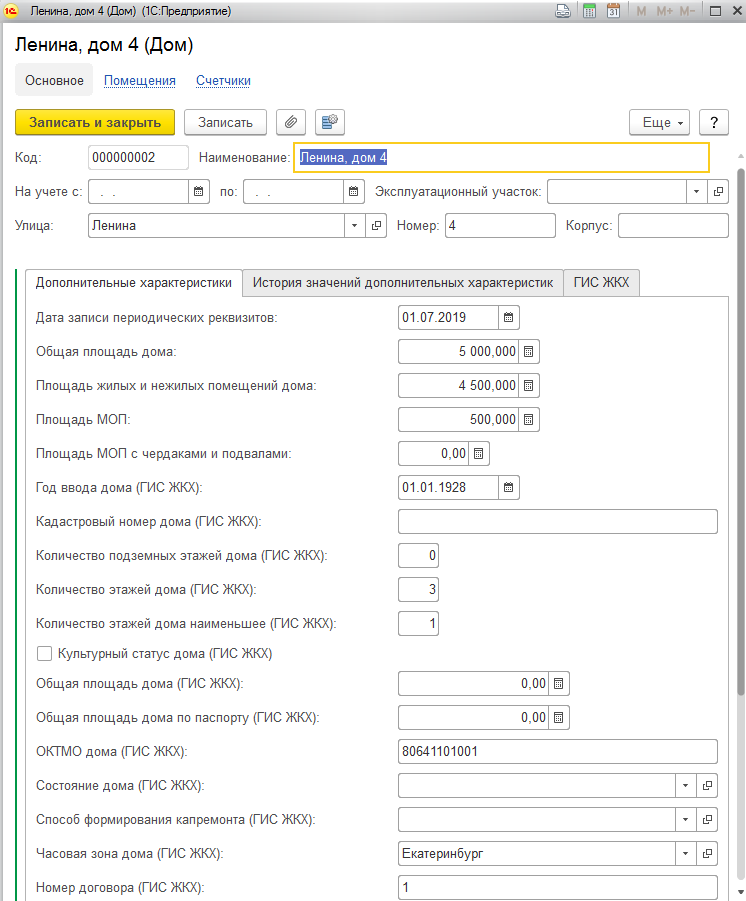 Ленина, дом 4 (Дом) (1С:Предприятие)
M M+ M-
Ленина, дом 4 (Дом)
Основное Помещения Счетчики
Записать и закрыть Записать Еще ?
Код: 000000002 Наименование: Ленина, дом 4
На учете с: . . по: . . Эксплуатационный участок:
Улица: Ленина Номер: 4 Корпус:
Дополнительные характеристики История значений дополнительных характеристик ГИС ЖКХ
Дата записи периодических реквизитов: 01.07.2019
Общая площадь дома: 5 000,000
Площадь жилых и нежилых помещений дома: 4 500,000
Площадь МОП: 500,000
Площадь МОП с чердаками и подвалами: 0,00
Год ввода дома (ГИС ЖКХ): 01.01.1928
Кадастровый номер дома (ГИС ЖКХ):
Количество подземных этажей дома (ГИС ЖКХ): 0
Количество этажей дома (ГИС ЖКХ): 3
Количество этажей дома наименьшее (ГИС ЖКХ): 1
Культурный статус дома (ГИС ЖКХ)
Общая площадь дома (ГИС ЖКХ): 0,00
Общая площадь дома по паспорту (ГИС ЖКХ): 0,00
ОКТМО дома (ГИС ЖКХ): 80641101001
Состояние дома (ГИС ЖКХ):
Способ формирования капремонта (ГИС ЖКХ):
Часовая зона дома (ГИС ЖКХ): Екатеринбург
Номер договора (ГИС ЖКХ): 1